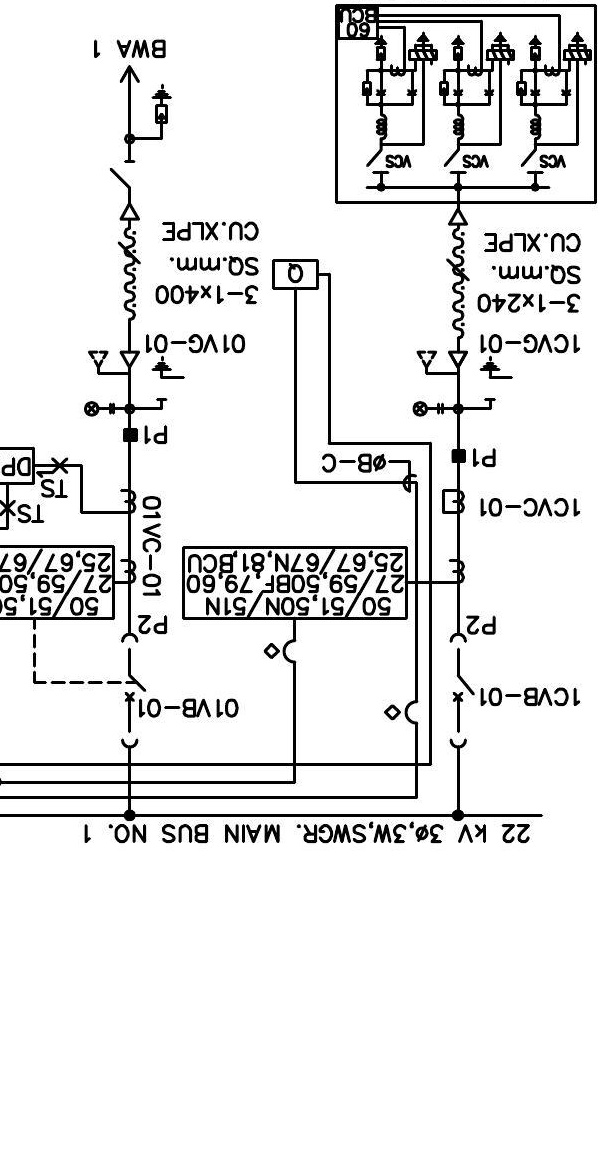 22 kV 3ø,3W,SWGR. MAIN BUS NO. 1
1CVB-01
01VB-01
P2
P2
50/51,50N/51N
27/59,50BF,79,60
25,67/67N,81,BCU
50/51,50
27/59,50
25,67/67
1CVC-01
01VC-01
TS
TS
DP
øB-C
P1
P1
1CVG-01
01VG-01
3-1x240
SQ.mm.
CU.XLPE
Q
3-1x400
SQ.mm.
CU.XLPE
VCS
VCS
VCS
60
BCU
BWA 1